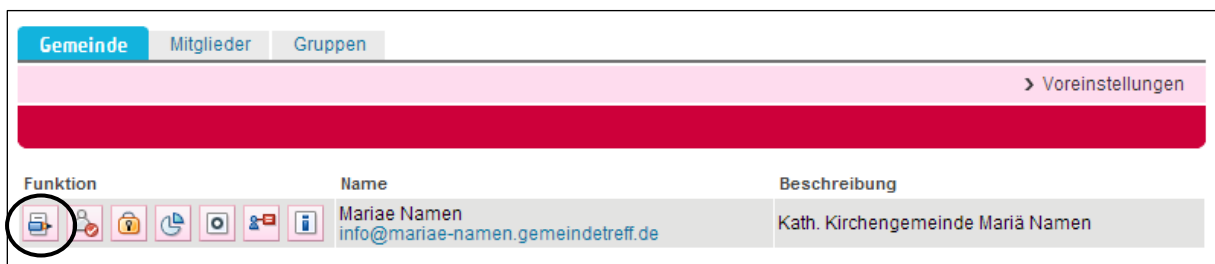 Gemeinde Mitglieder Gruppen
Voreinstellungen
Funktion Name Beschreibung
Mariae Namen
info@mariae-namen.gemeindetreff.de
Kath. Kirchengemeinde Mariä Namen